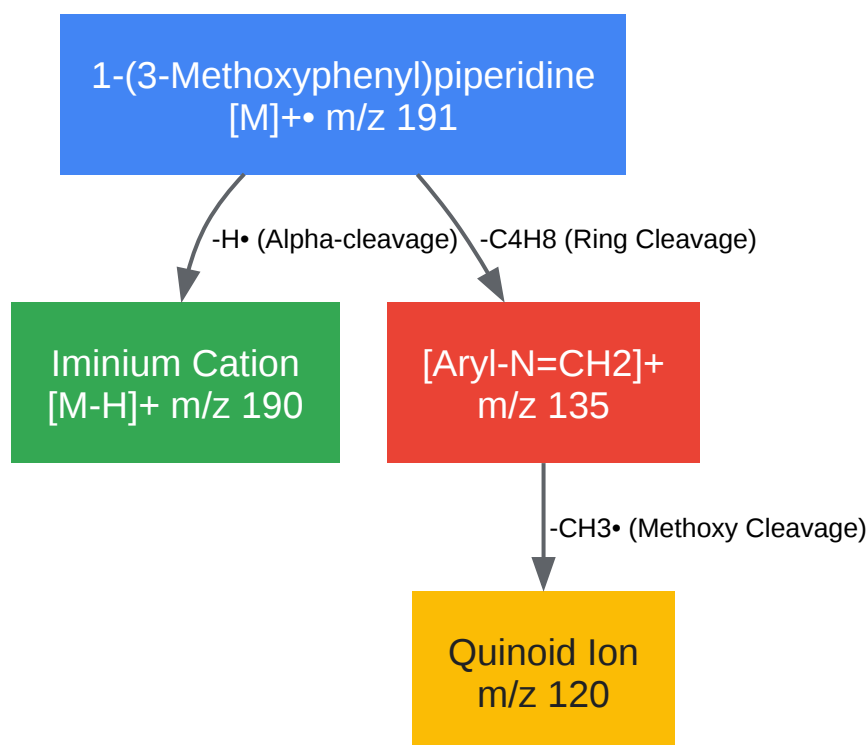 1-(3-Methoxyphenyl)piperidine
[M]+• m/z 191
-H• (Alpha-cleavage)
-C4H8 (Ring Cleavage)
Iminium Cation
[M-H]+ m/z 190
[Aryl-N=CH2]+
m/z 135
-CH3• (Methoxy Cleavage)
Quinoid Ion
m/z 120